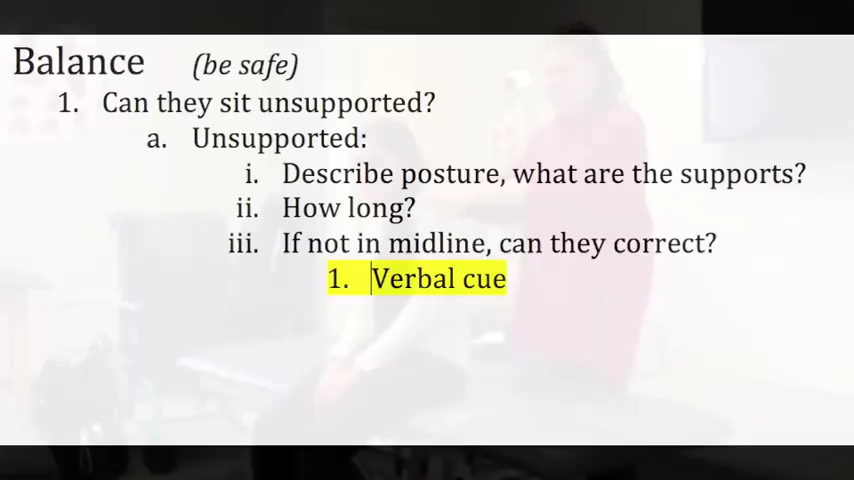 Balance (be safe)
1. Can they sit unsupported?
a. Unsupported:
i. Describe posture, what are the supports?
ii. How long?
iii. If not in midline, can they correct?
1. Verbal cue